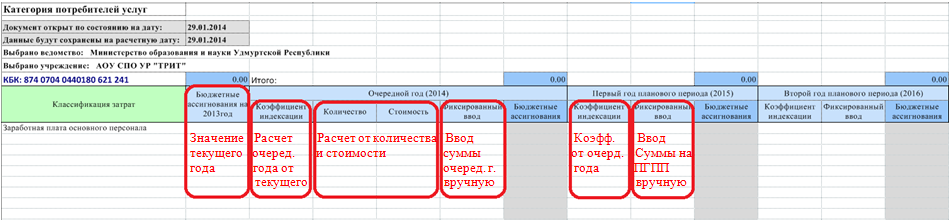 Категория потребителей услуг
Документ открыт по состоянию на дату: 29.01.2014
Данные будут сохранены на расчетную дату: 29.01.2014
Выбрано ведомство: Министерство образования и науки Удмуртской Республики
Выбрано учреждение: АОУ СПО УР "ТРИТ"
КБК: 874 0704 0440180 621 241 0.00 Итого: 0.00 0.00 0.00
Классификация затрат
Бюджетные ассигнования на 2013год
Очередной год (2014)
Коэффициент индексации
Количество
Стоимость
Фиксированный ввод
Бюджетные ассигнования
Первый год планового периода (2015)
Коэффициент индексации
Фиксированный ввод
Бюджетные ассигнования
Второй год планового периода (2016)
Коэффициент индексации
Фиксированный ввод
Бюджетные ассигнования
Заработная плата основного персонала
Значение
текущего
года
Расчет
очеред.
года от
текущего
Расчет от количества
и стоимости
Ввод
суммы
очеред. г.
вручную
Коэфф.
от очерд.
года
Ввод
Суммы на
ПГПП
вручную